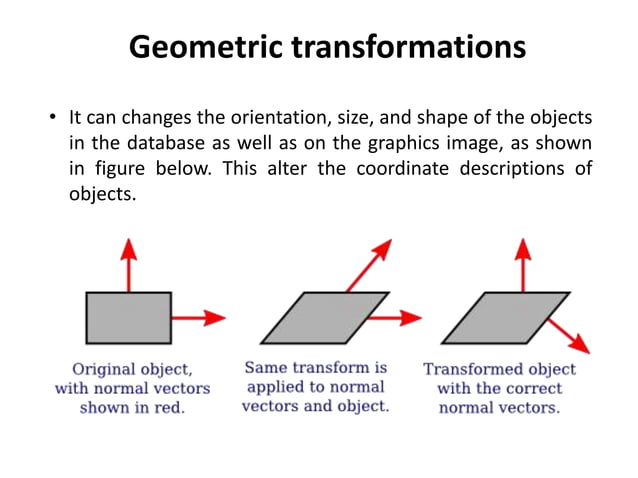 Geometric transformations
• It can changes the orientation, size, and shape of the objects
in the database as well as on the graphics image, as shown
in figure below. This alter the coordinate descriptions of
objects.
Original object,
with normal vectors
shown in red.
Same transform is
applied to normal
vectors and object.
Transformed object
with the correct
normal vectors.